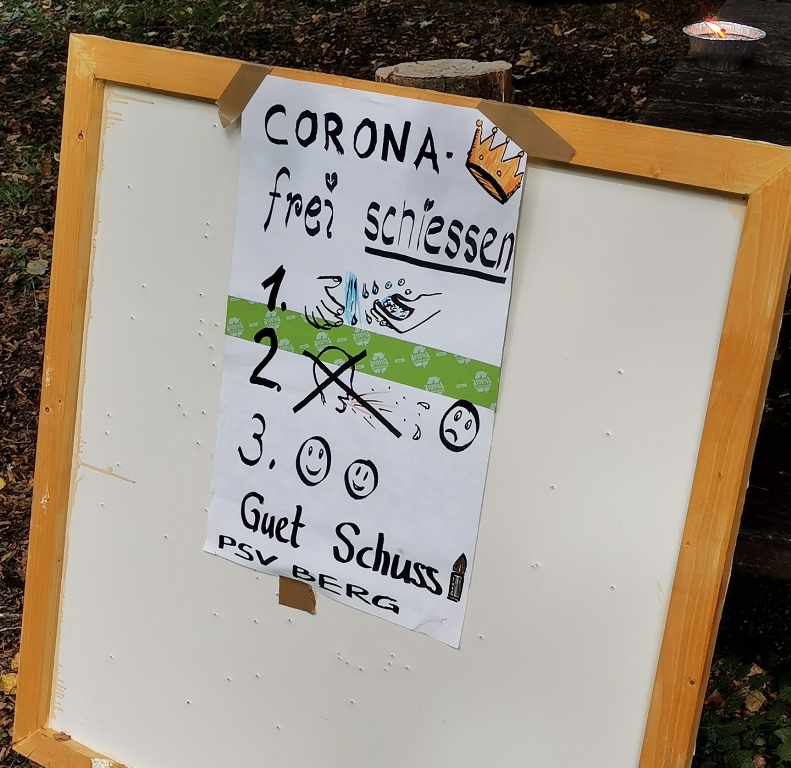 CORONA-
frei schiessen
1.
2.
3.
Guet Schuss
PSV BERG